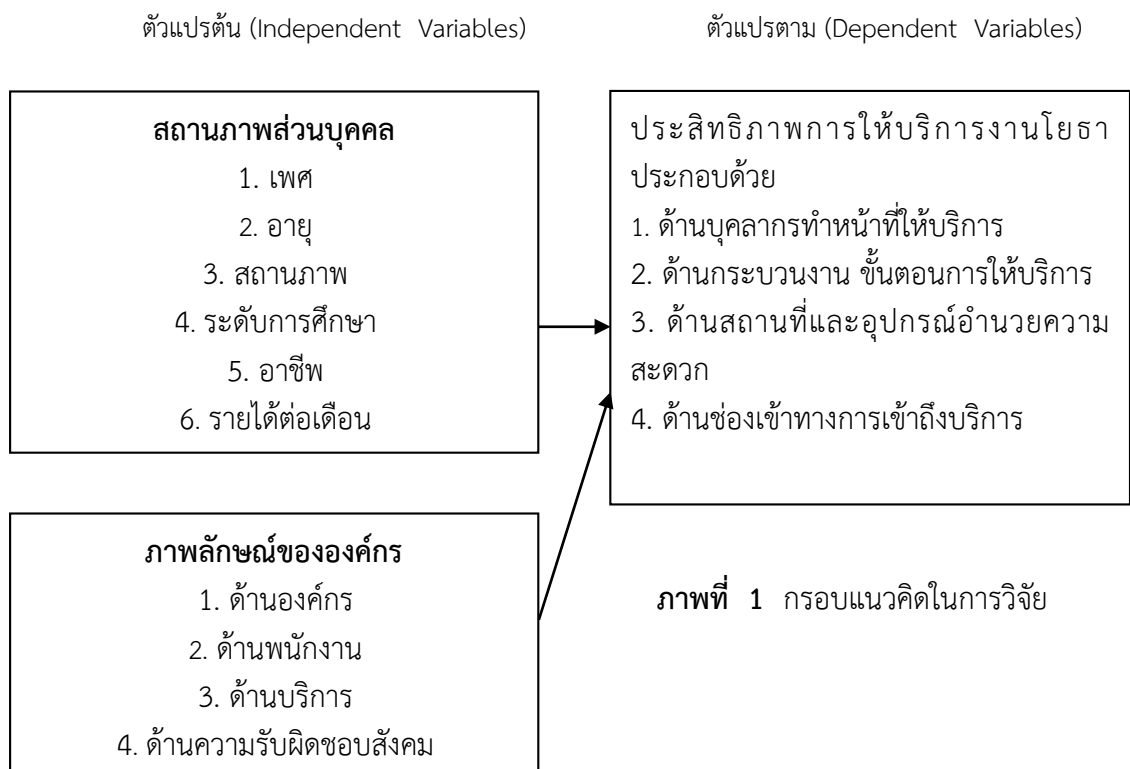 ตัวแปรต้น (Independent Variables)
ตัวแปรตาม (Dependent Variables)
สถานภาพส่วนบุคคล
1. เพศ
2. อายุ
3. สถานภาพ
4. ระดับการศึกษา
5. อาชีพ
6. รายได้ต่อเดือน
ประสิทธิภาพการให้บริการงานโยธา
ประกอบด้วย
1. ด้านบุคลากรทำหน้าที่ให้บริการ
2. ด้านกระบวนงาน ขั้นตอนการให้บริการ
3. ด้านสถานที่และอุปกรณ์อำนวยความ
สะดวก
4. ด้านช่องเข้าทางการเข้าถึงบริการ
ภาพลักษณ์ขององค์กร
1. ด้านองค์กร
2. ด้านพนักงาน
3. ด้านบริการ
4. ด้านความรับผิดชอบสังคม
ภาพที่ 1 กรอบแนวคิดในการวิจัย